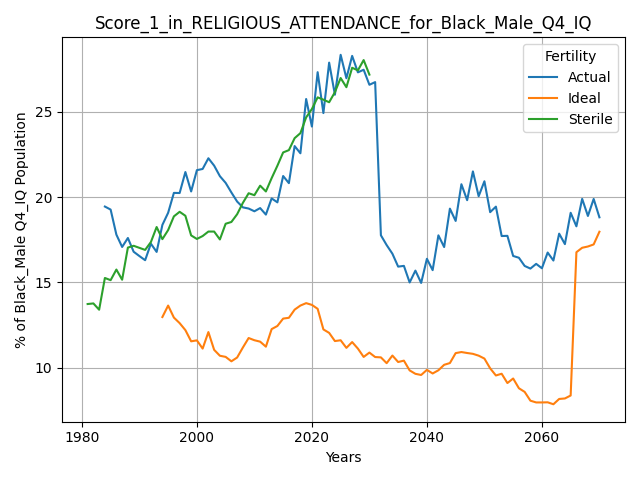 Score_1_in_RELIGIOUS_ATTENDANCE_for_Black_Male_Q4_IQ
Fertility
Actual
Ideal
Sterile
% of Black_Male Q4_IQ Population
25
20
15
10
1980
2000
2020
2040
2060
Years